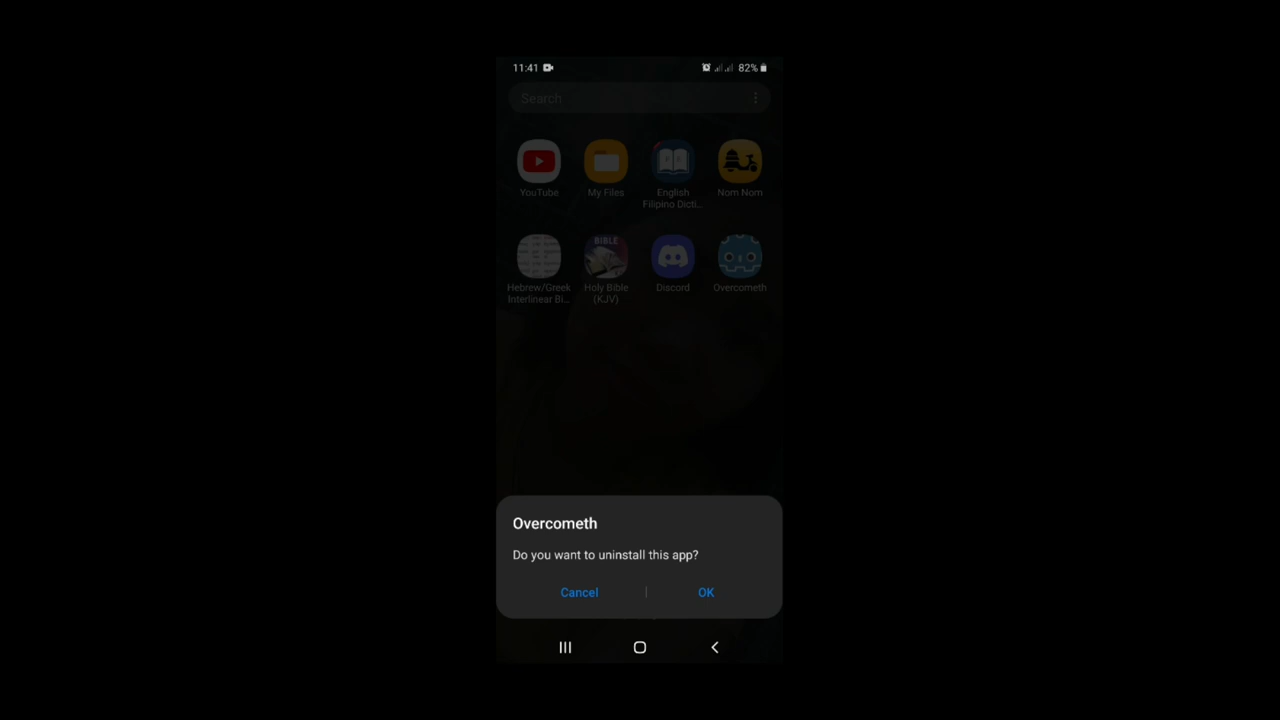 11:41
82%
Search
YouTube
My Files
English
Filipino Dicti...
Nom Nom
Hebrew/Greek
Interlinear Bi...
BIBLE
Holy Bible
(KJV)
Discord
Overcometh
Overcometh
Do you want to uninstall this app?
Cancel
OK